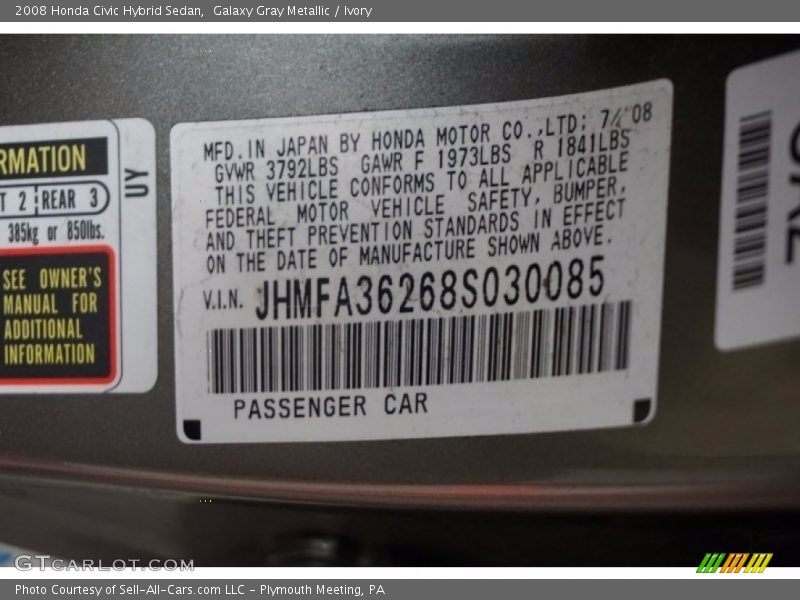 2008 Honda Civic Hybrid Sedan,  Galaxy Gray Metallic / Ivory
RMATION
T 2 REAR 3
385kg or 850lbs.
SEE OWNER'S
MANUAL FOR
ADDITIONAL
INFORMATION
UY
MFD. IN JAPAN BY HONDA MOTOR CO.,LTD; 7/'08
GVWR 3792LBS GAWR F 1973LBS R 1841LBS
THIS VEHICLE CONFORMS TO ALL APPLICABLE
FEDERAL MOTOR VEHICLE SAFETY, BUMPER,
AND THEFT PREVENTION STANDARDS IN EFFECT
ON THE DATE OF MANUFACTURE SHOWN ABOVE.
V.I.N. JHMFA36268S030085
PASSENGER CAR
GTCARLOT.COM
Photo Courtesy of Sell-All-Cars.com LLC - Plymouth Meeting, PA